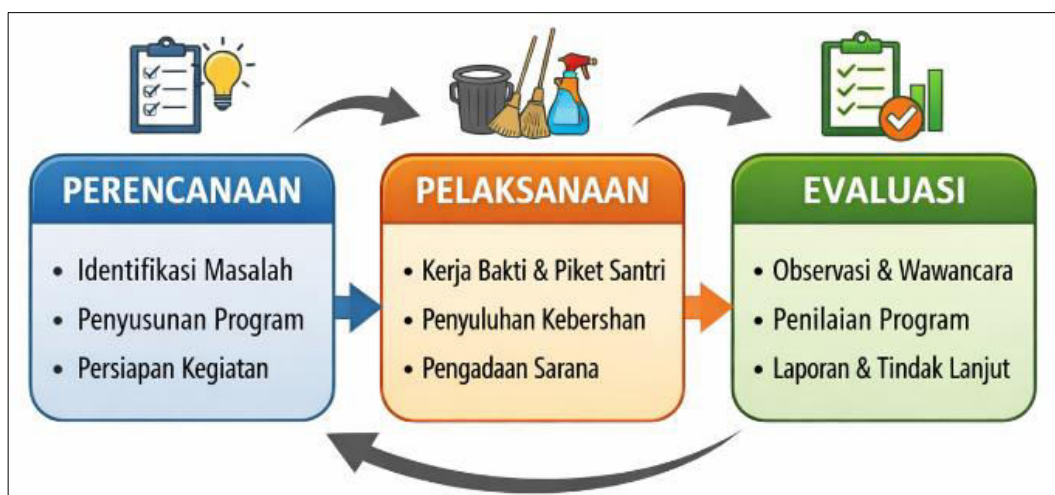 PERENCANAAN
• Identifikasi Masalah
• Penyusunan Program
• Persiapan Kegiatan
PELAKSANAAN
• Kerja Bakti & Piket Santri
• Penyuluhan Kebershan
• Pengadaan Sarana
EVALUASI
• Observasi & Wawancara
• Penilaian Program
• Laporan & Tindak Lanjut